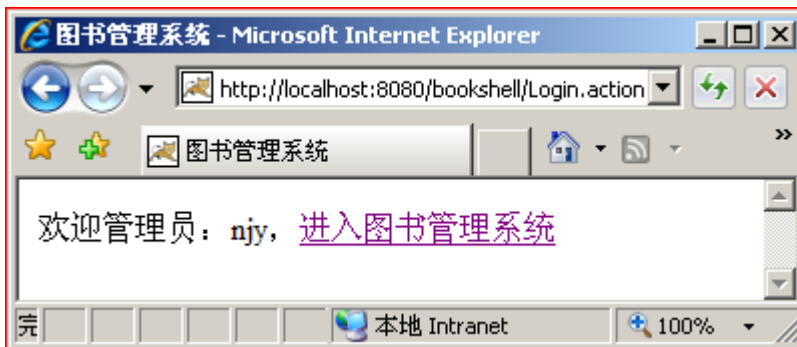 图书管理系统 - Microsoft Internet Explorer
http://localhost:8080/bookshell/Login.action
图书管理系统
欢迎管理员：njy，进入图书管理系统
完 本地 Intranet 100%